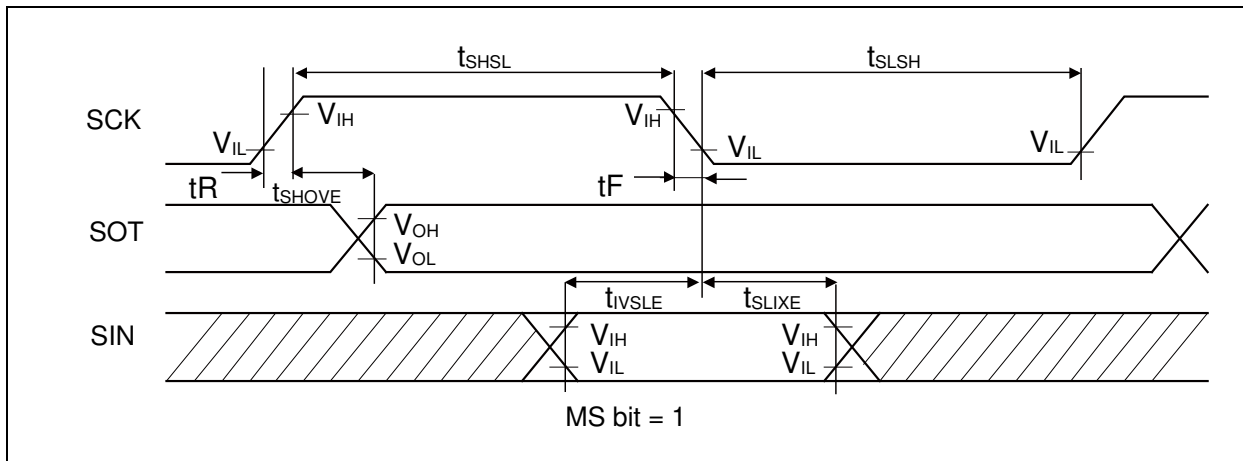 tSHSL tSLSH
SCK VIH VIH
VIL VIL VIL
tR tSHOVE tF
SOT VOH
VOL
tIVSLE tSLIXE
SIN VIH VIH
VIL VIL
MS bit = 1